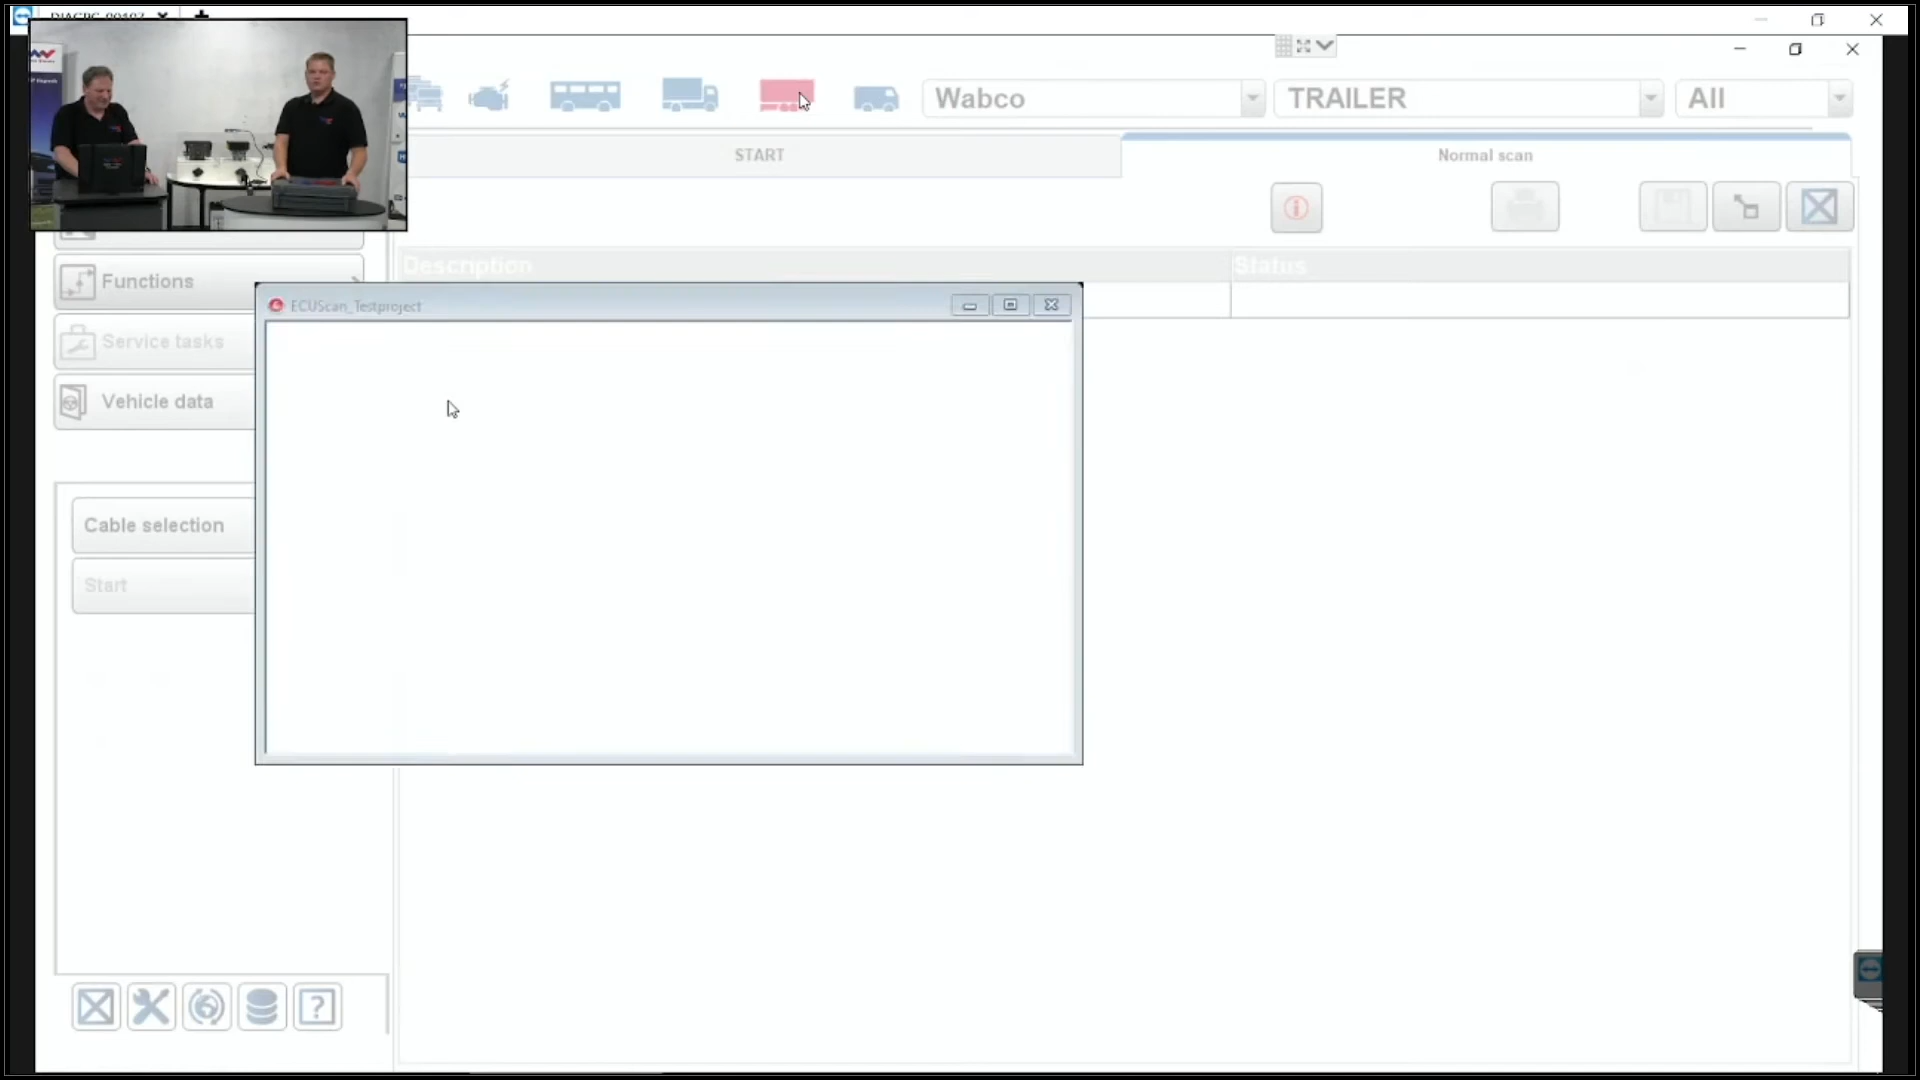 Wabco
TRAILER
All
START
Normal scan
Description
Status
Functions
ECUScan_Testproject
Service tasks
Vehicle data
Cable selection
Start
?